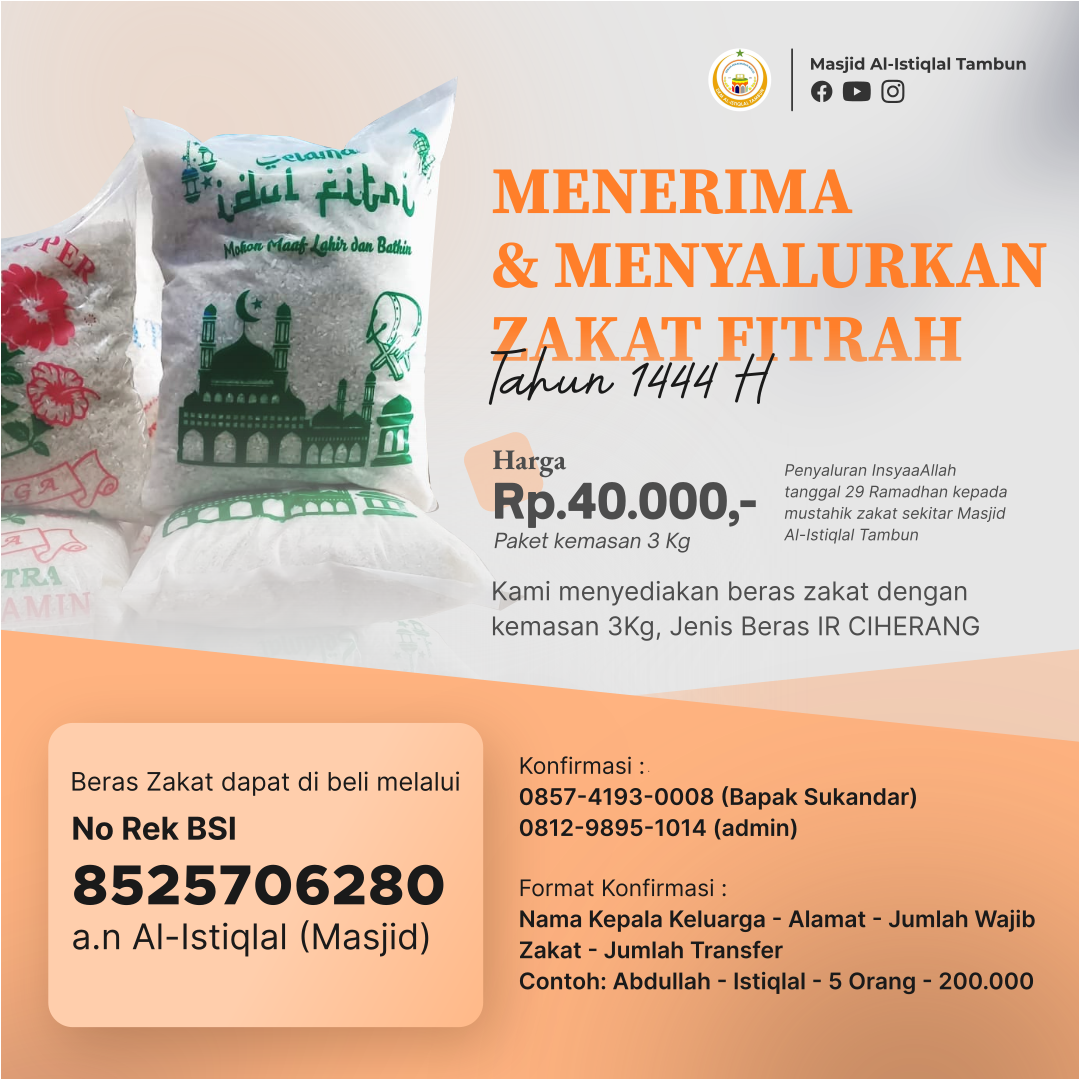 Masjid Al-Istiqlal Tambun
MENERIMA
& MENYALURKAN
ZAKAT FITRAH
Tahun 1444 H
Selamat
idul fitri
Mohon Maaf Lahir dan Bathin
Harga
Rp.40.000,-
Paket kemasan 3 Kg
Penyaluran InsyaaAllah
tanggal 29 Ramadhan kepada
mustahik zakat sekitar Masjid
Al-Istiqlal Tambun
Kami menyediakan beras zakat dengan
kemasan 3Kg, Jenis Beras IR CIHERANG
Beras Zakat dapat di beli melalui
No Rek BSI
8525706280
a.n Al-Istiqlal (Masjid)
Konfirmasi :
0857-4193-0008 (Bapak Sukandar)
0812-9895-1014 (admin)
Format Konfirmasi :
Nama Kepala Keluarga - Alamat - Jumlah Wajib
Zakat - Jumlah Transfer
Contoh: Abdullah - Istiqlal - 5 Orang - 200.000